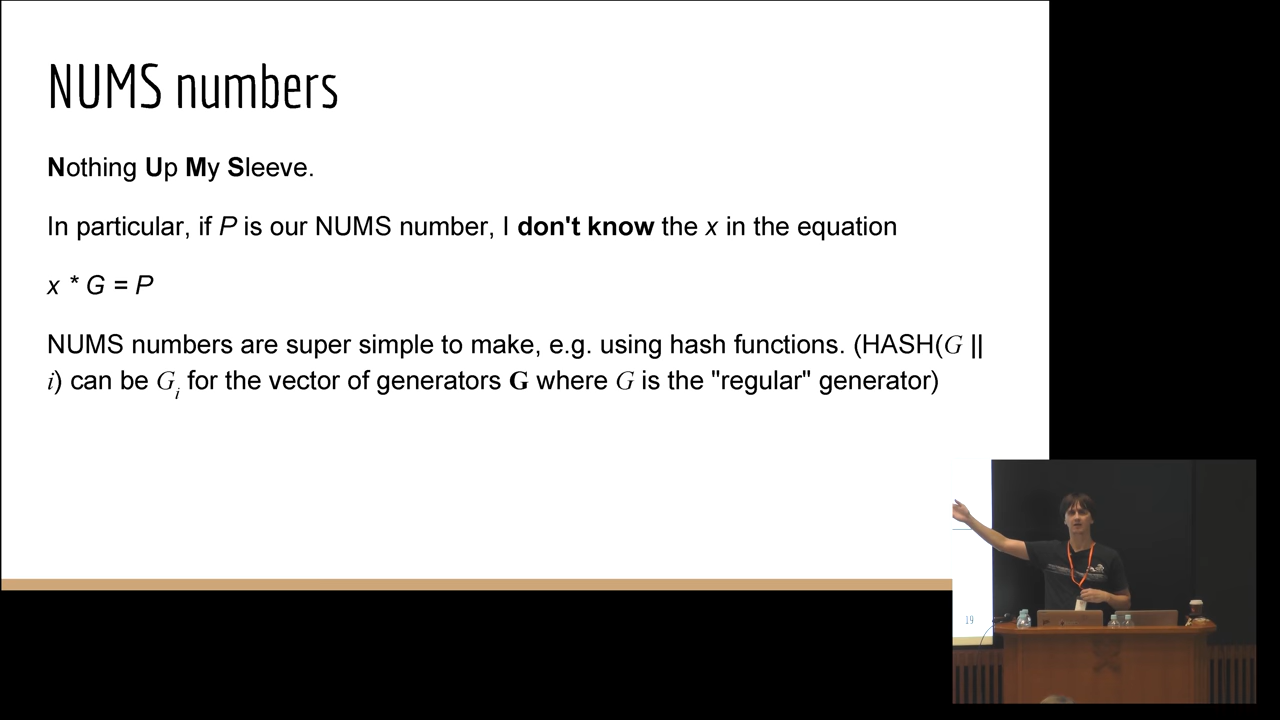 NUMS numbers
Nothing Up My Sleeve.
In particular, if P is our NUMS number, I don't know the x in the equation
x * G = P
NUMS numbers are super simple to make, e.g. using hash functions. (HASH(G ||
i) can be Gᵢ for the vector of generators G where G is the "regular" generator)
19